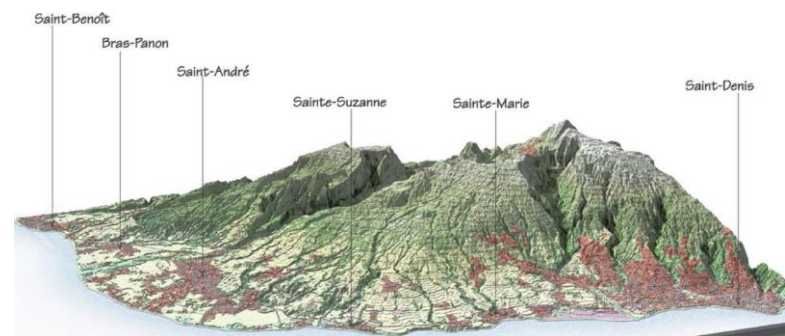 Saint-Benoît
Bras-Panon
Saint-André
Sainte-Suzanne
Sainte-Marie
Saint-Denis